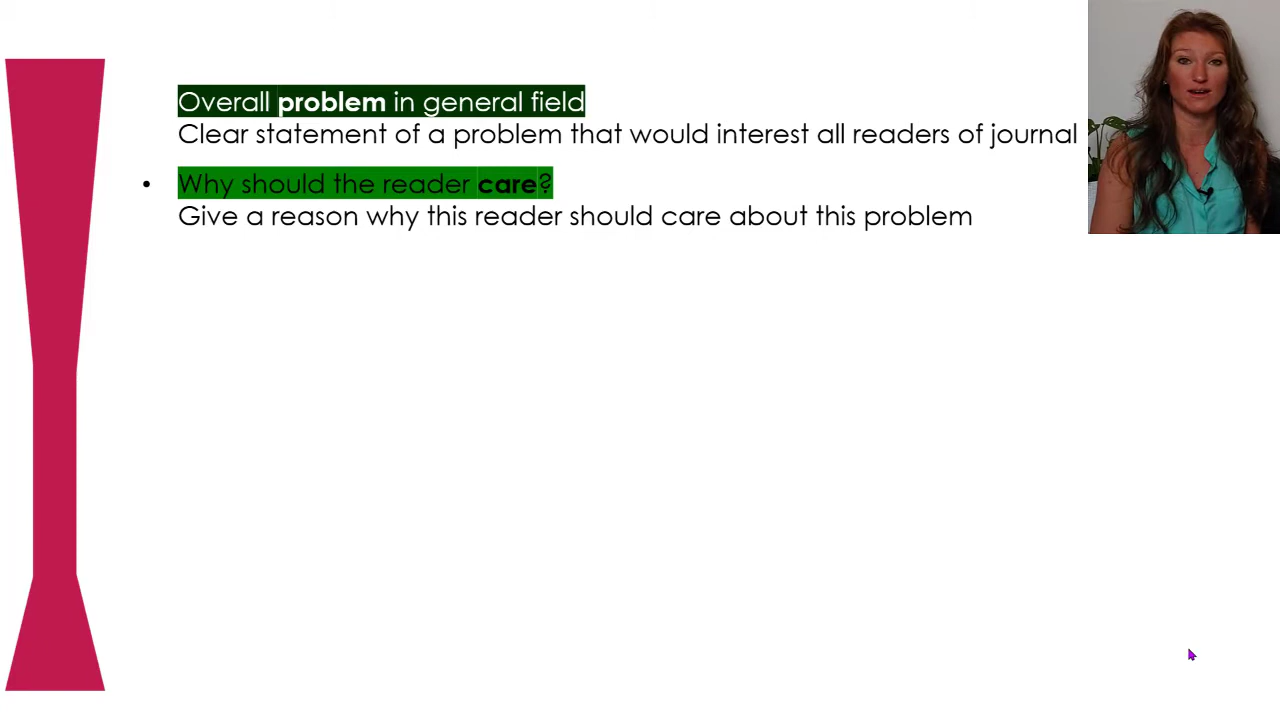 Overall problem in general field
Clear statement of a problem that would interest all readers of journal
• Why should the reader care?
Give a reason why this reader should care about this problem